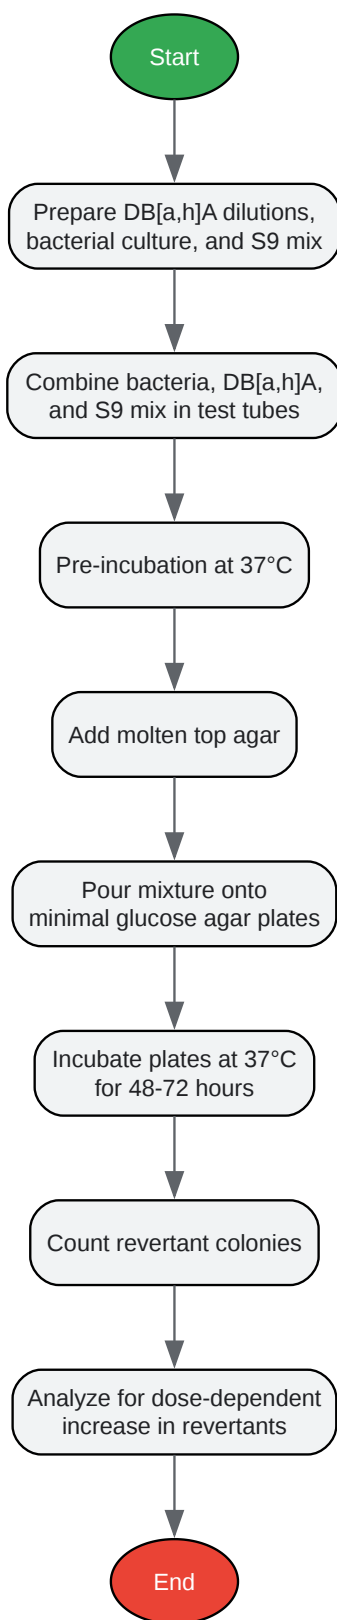 Start
Prepare DB[a,h]A dilutions,
bacterial culture, and S9 mix
Combine bacteria, DB[a,h]A,
and S9 mix in test tubes
Pre-incubation at 37°C
Add molten top agar
Pour mixture onto
minimal glucose agar plates
Incubate plates at 37°C
for 48-72 hours
Count revertant colonies
Analyze for dose-dependent
increase in revertants
End